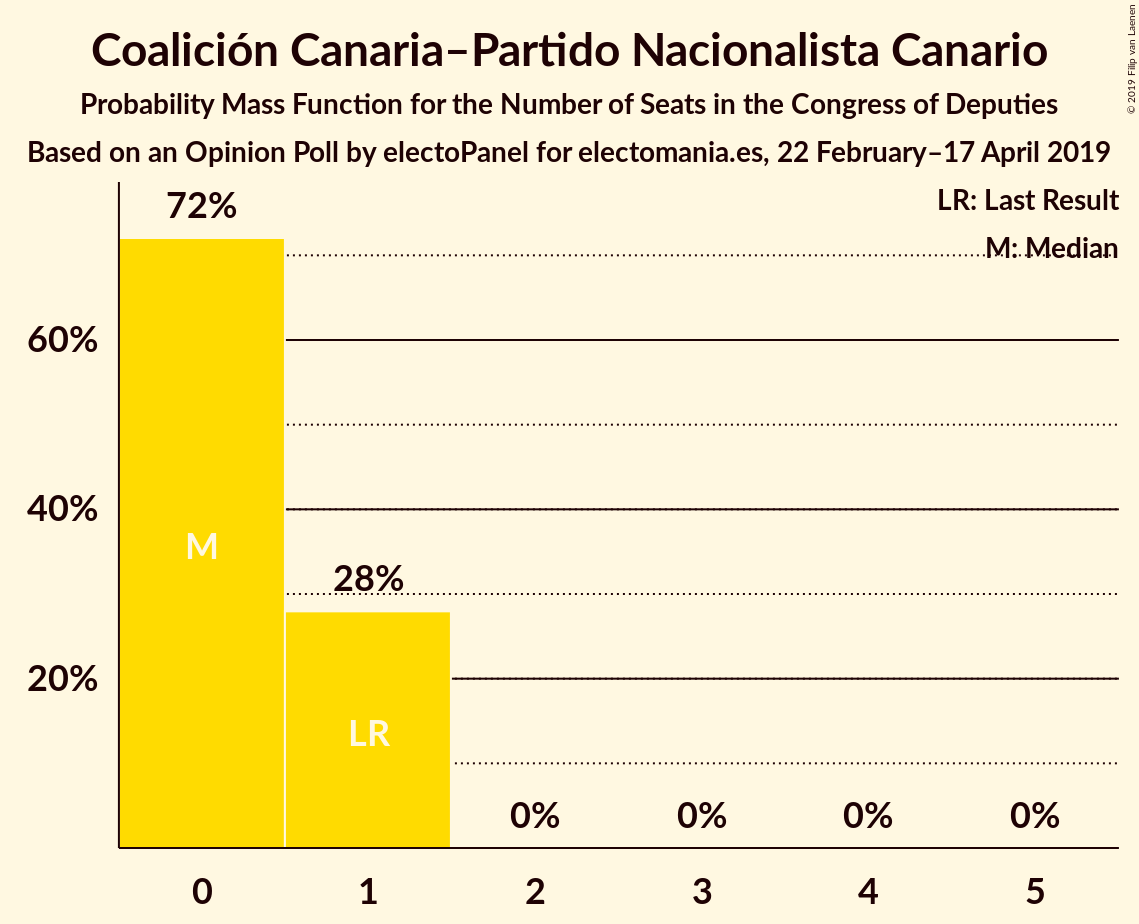 Coalición Canaria–Partido Nacionalista Canario
Probability Mass Function for the Number of Seats in the Congress of Deputies
Based on an Opinion Poll by electoPanel for electomania.es, 22 February–17 April 2019
© 2019 Filip van Laenen
LR: Last Result
M: Median
72%
60%
40%
M
28%
20%
LR
0% 0% 0% 0%
0 1 2 3 4 5